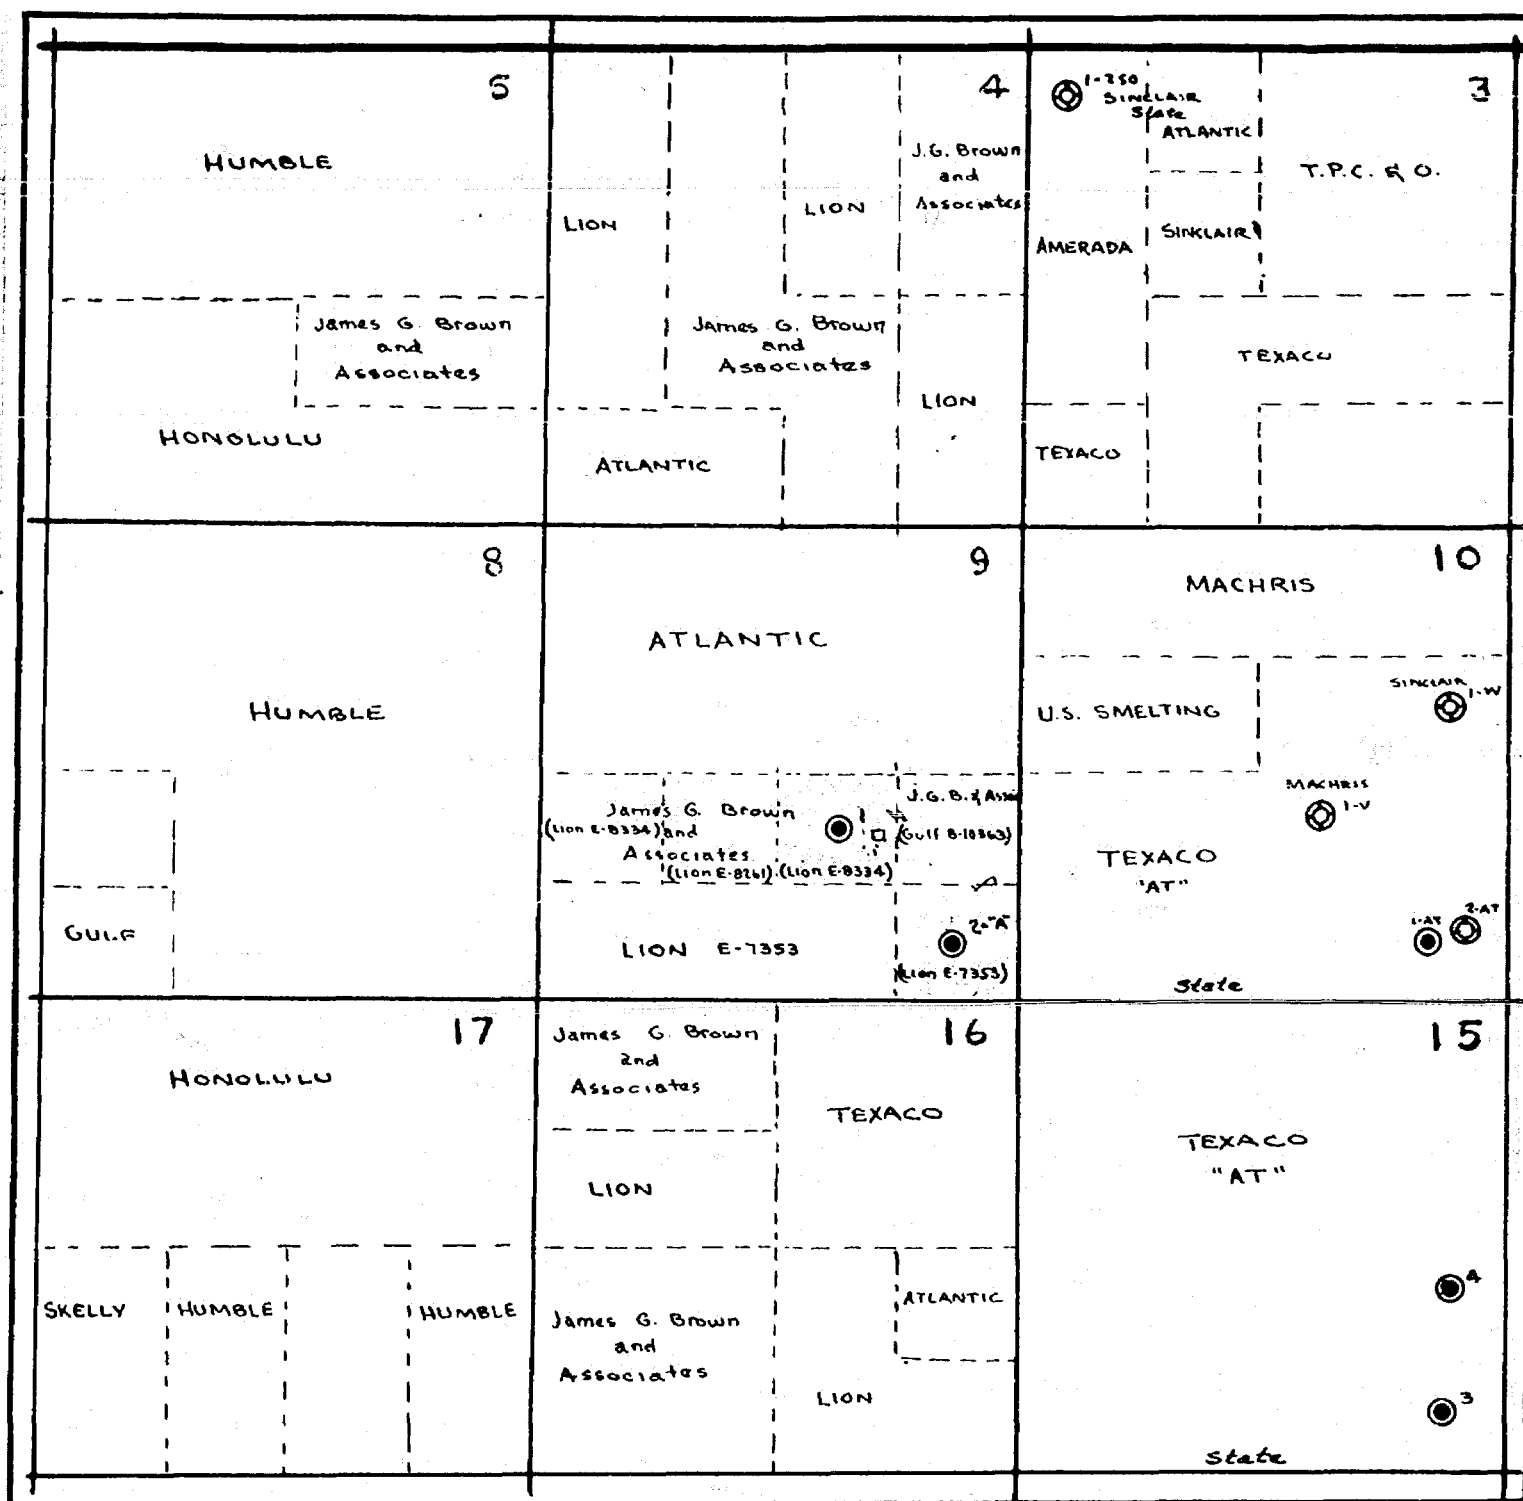 5
HUMBLE
James G. Brown
and
Associates
HONOLULU
4
LION
LION
J.G. Brown
and
Associates
James G. Brown
and
Associates
LION
ATLANTIC
3
1-250
SINCLAIR
State
ATLANTIC
T.P.C. & O.
AMERADA
SINCLAIR
TEXACO
TEXACO
8
HUMBLE
GULF
9
ATLANTIC
James G. Brown
(Lion E-8334) and
Associates
(Lion E-8261) (Lion E-8334)
1
J.G.B. & Assoc
(Gulf B-10363)
LION E-7353
2-"A"
(Lion E-7353)
10
MACHRIS
U.S. SMELTING
SINCLAIR
1-W
MACHRIS
1-V
TEXACO
"AT"
1-AT
2-AT
State
17
HONOLULU
SKELLY
HUMBLE
HUMBLE
16
James G. Brown
and
Associates
TEXACO
LION
James G. Brown
and
Associates
ATLANTIC
LION
15
TEXACO
"AT"
4
3
State